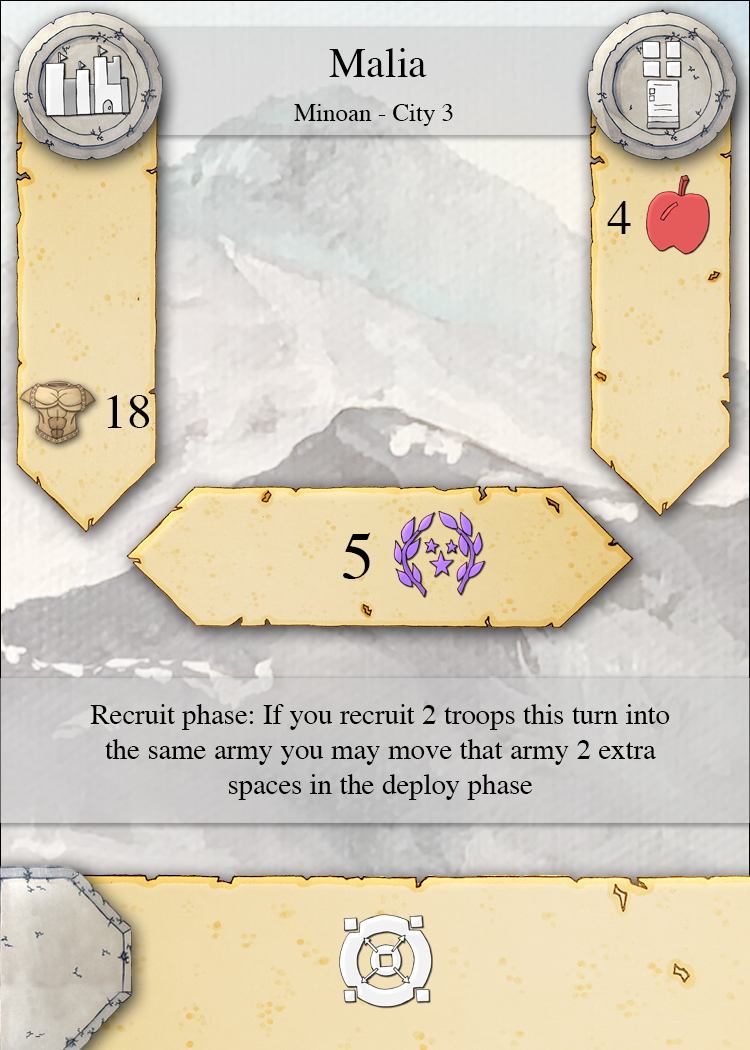 Malia
Minoan - City 3
4
18
5
Recruit phase: If you recruit 2 troops this turn into
the same army you may move that army 2 extra
spaces in the deploy phase